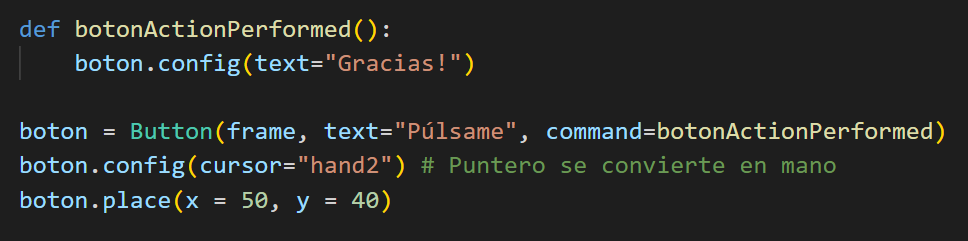 def botonActionPerformed():
    boton.config(text="Gracias!")
boton = Button(frame, text="Púlsame", command=botonActionPerformed)
boton.config(cursor="hand2") # Puntero se convierte en mano
boton.place(x = 50, y = 40)